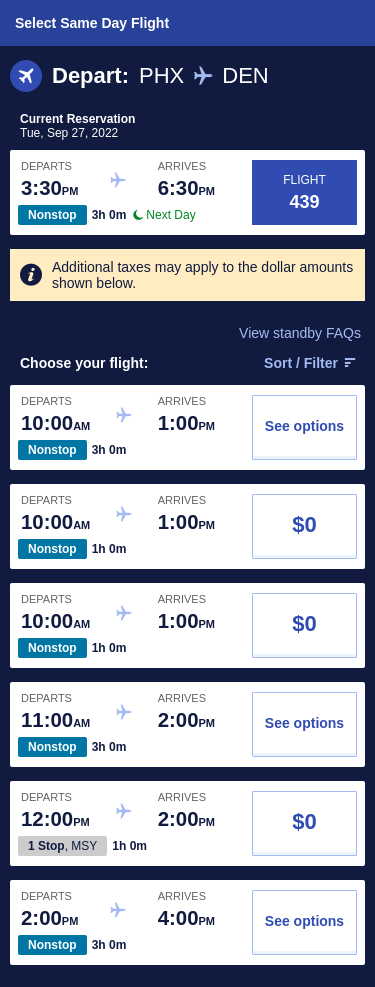 Select Same Day Flight
Depart: PHX DEN
Current Reservation
Tue, Sep 27, 2022
DEPARTS ARRIVES
3:30PM 6:30PM
Nonstop 3h 0m Next Day
FLIGHT
439
Additional taxes may apply to the dollar amounts
shown below.
View standby FAQs
Choose your flight: Sort / Filter
DEPARTS ARRIVES
10:00AM 1:00PM
Nonstop 3h 0m
See options
DEPARTS ARRIVES
10:00AM 1:00PM
Nonstop 1h 0m
$0
DEPARTS ARRIVES
10:00AM 1:00PM
Nonstop 1h 0m
$0
DEPARTS ARRIVES
11:00AM 2:00PM
Nonstop 3h 0m
See options
DEPARTS ARRIVES
12:00PM 2:00PM
1 Stop, MSY 1h 0m
$0
DEPARTS ARRIVES
2:00PM 4:00PM
Nonstop 3h 0m
See options